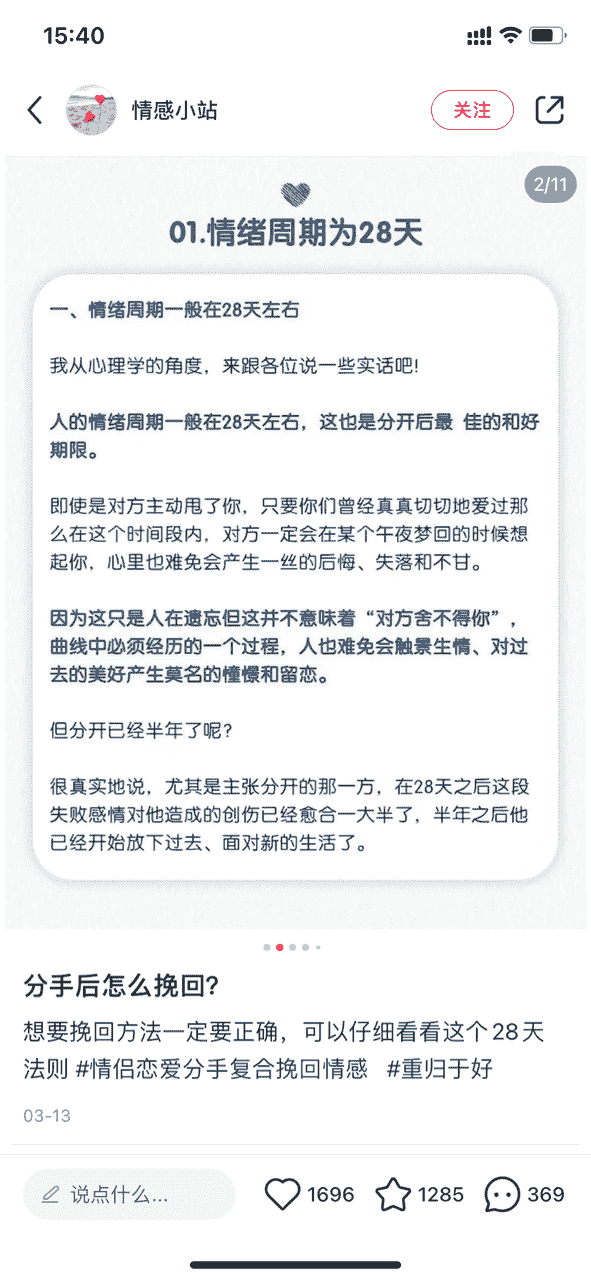 15:40
情感小站
关注
2/11
01.情绪周期为28天
一、情绪周期一般在28天左右
我从心理学的角度，来跟各位说一些实话吧!
人的情绪周期一般在28天左右，这也是分开后最 佳的和好
期限。
即使是对方主动甩了你，只要你们曾经真真切切地爱过那
么在这个时间段内，对方一定会在某个午夜梦回的时候想
起你，心里也难免会产生一丝的后悔、失落和不甘。
因为这只是人在遗忘但这并不意味着“对方舍不得你”，
曲线中必须经历的一个过程，人也难免会触景生情、对过
去的美好产生莫名的憧憬和留恋。
但分开已经半年了呢?
很真实地说，尤其是主张分开的那一方，在28天之后这段
失败感情对他造成的创伤已经愈合一大半了，半年之后他
已经开始放下过去、面对新的生活了。
分手后怎么挽回?
想要挽回方法一定要正确，可以仔细看看这个28天
法则 #情侣恋爱分手复合挽回情感 #重归于好
03-13
说点什么...
1696
1285
369